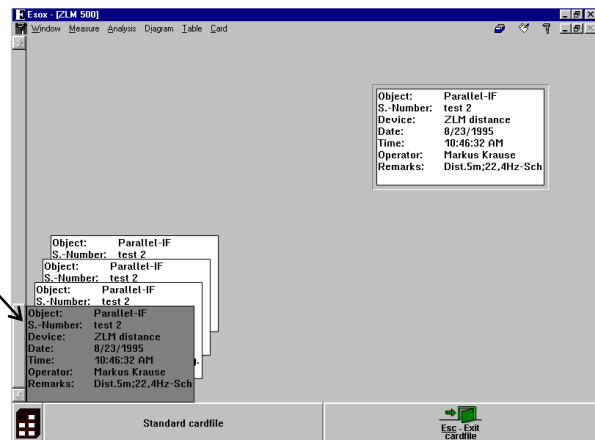 Esox - [ZLM 500]
Window Measure Analysis Djagram Table Card
Object: Parallel-IF
S.-Number: test 2
Device: ZLM distance
Date: 8/23/1995
Time: 10:46:32 AM
Operator: Markus Krause
Remarks: Dist.5m;22,4Hz-Sch
Object: Parallel-IF
S.-Number: test 2
Object: Parallel-IF
S.-Number: test 2
Object: Parallel-IF
S.-Number: test 2
Object: Parallel-IF
S.-Number: test 2
Device: ZLM distance
Date: 8/23/1995
Time: 10:46:32 AM
Operator: Markus Krause
Remarks: Dist.5m;22,4Hz-Sch
Standard cardfile
Esc - Exit
cardfile